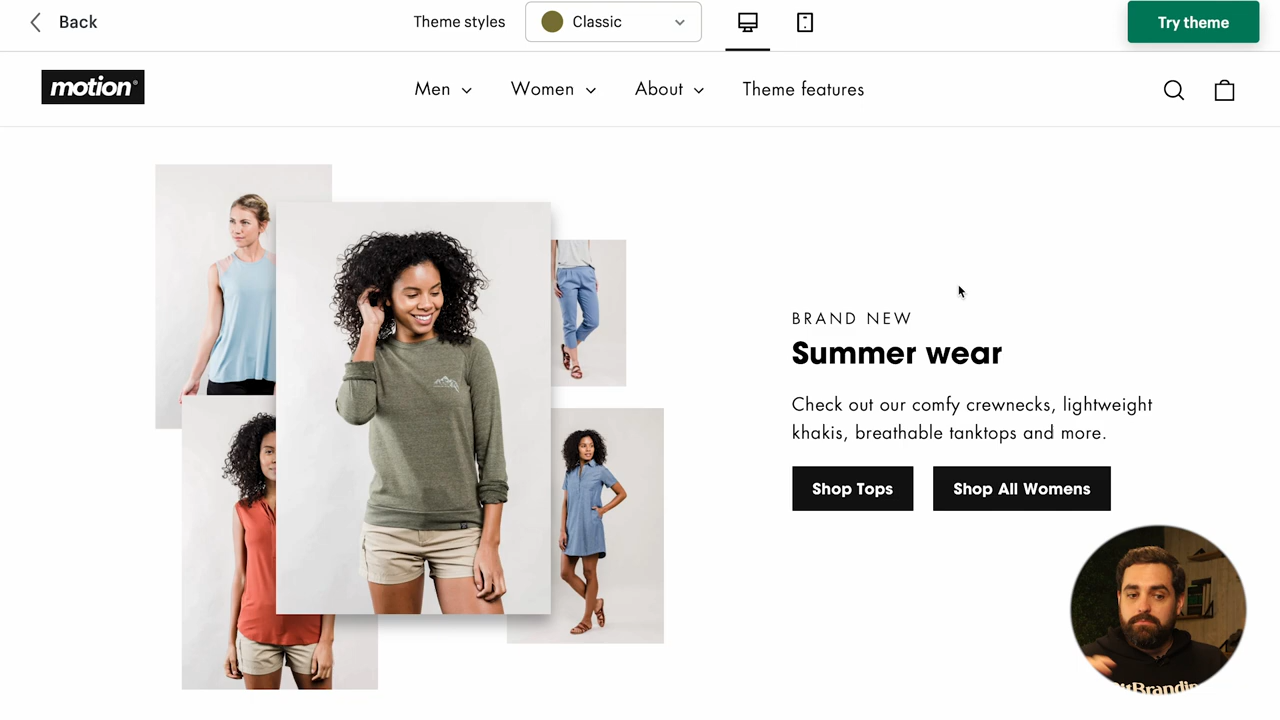 Back
Theme styles
Classic
Try theme
motion
Men
Women
About
Theme features
BRAND NEW
Summer wear
Check out our comfy crewnecks, lightweight
khakis, breathable tanktops and more.
Shop Tops
Shop All Womens